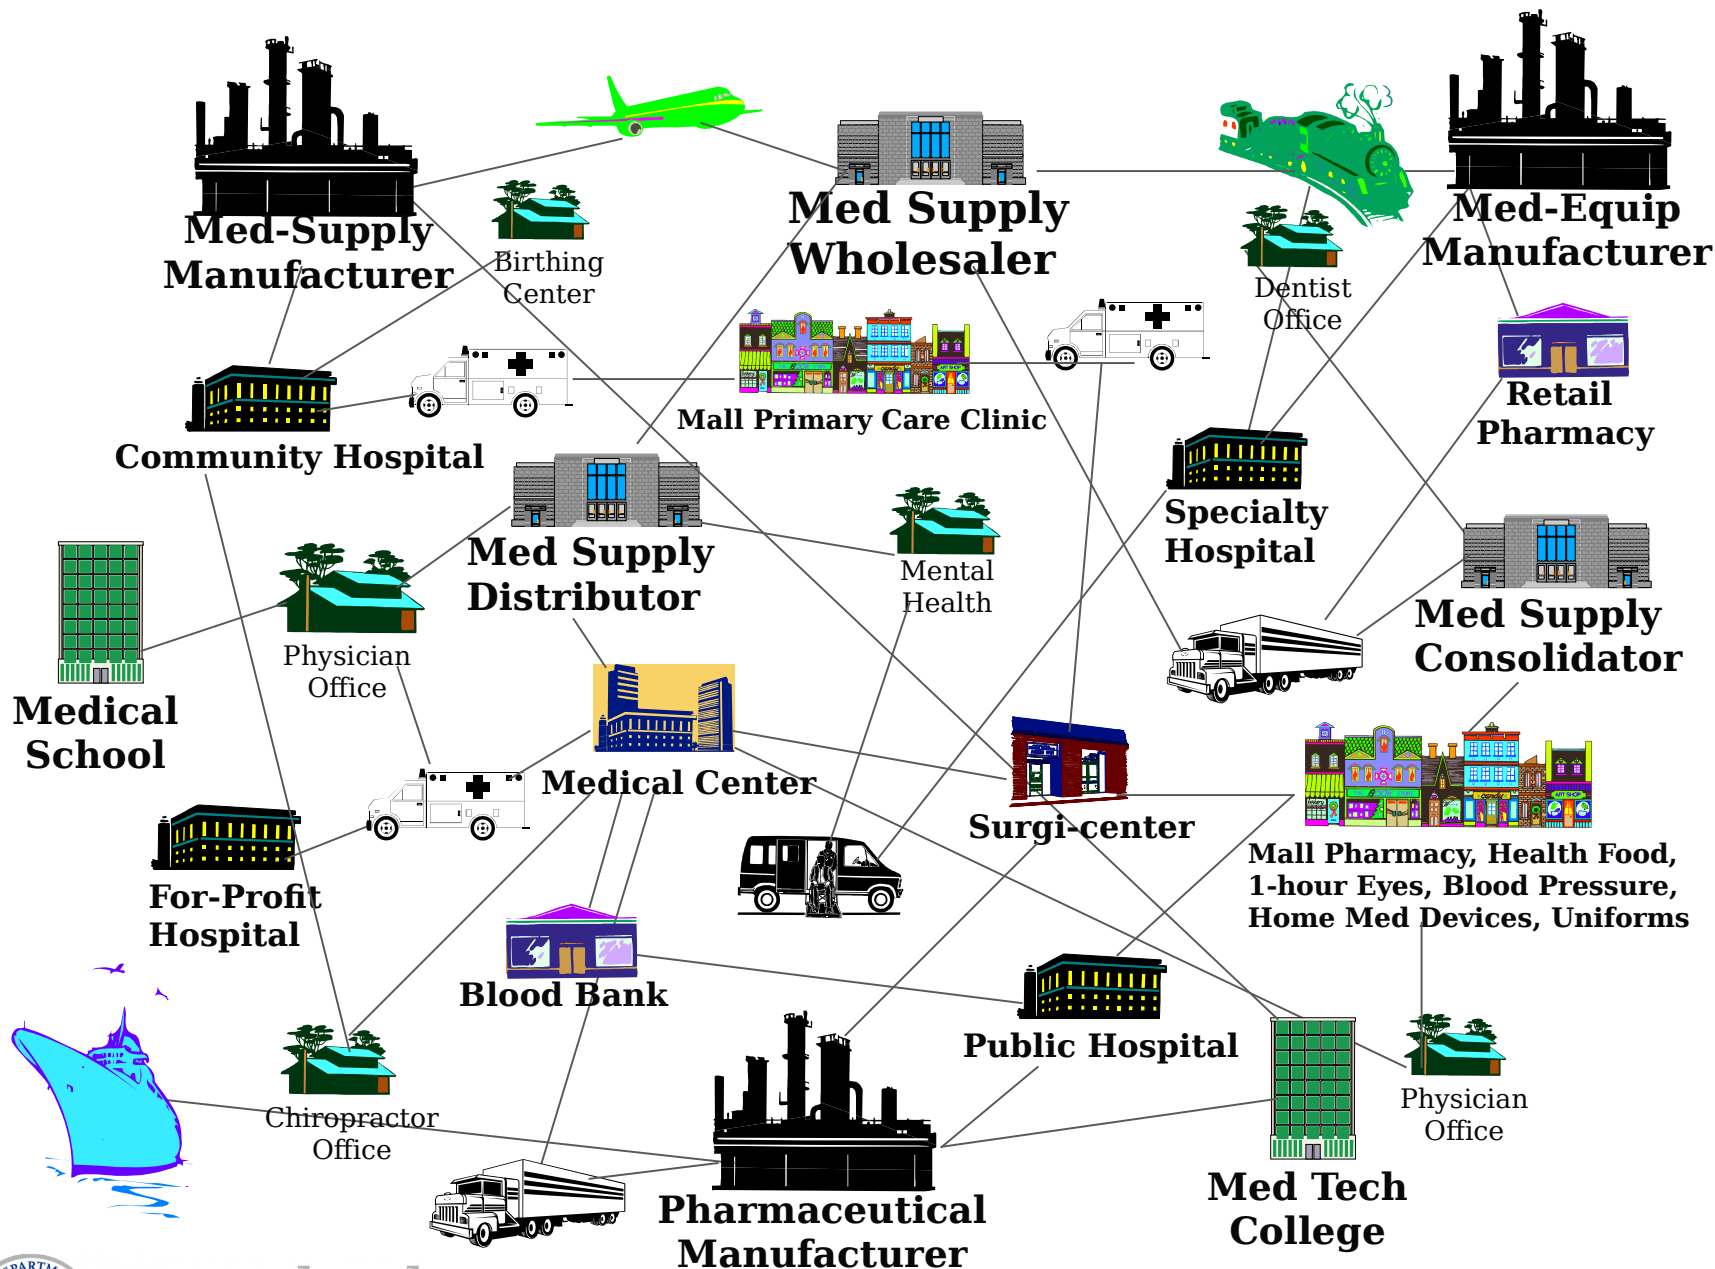 Med-Supply
Manufacturer
Birthing
Center
Med Supply
Wholesaler
Dentist
Office
Med-Equip
Manufacturer
Retail
Pharmacy
Mall Primary Care Clinic
Community Hospital
Specialty
Hospital
Med Supply
Distributor
Mental
Health
Med Supply
Consolidator
Physician
Office
Medical
School
Medical Center
Surgi-center
ART SHOP
Mall Pharmacy, Health Food,
1-hour Eyes, Blood Pressure,
Home Med Devices, Uniforms
For-Profit
Hospital
Blood Bank
Public Hospital
Chiropractor
Office
Physician
Office
Pharmaceutical
Manufacturer
Med Tech
College